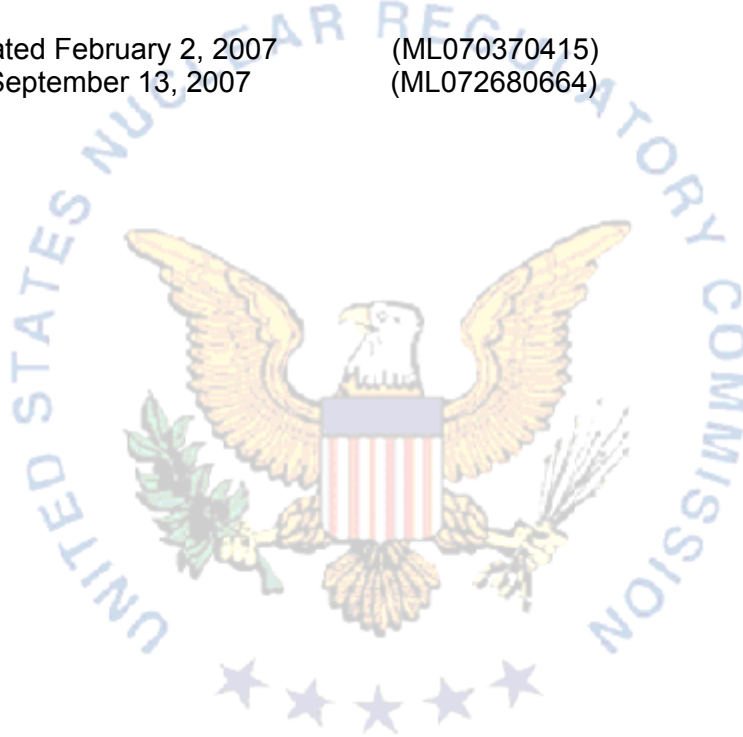 ated February 2, 2007 (ML070370415)
September 13, 2007 (ML072680664)
UNITED STATES NUCLEAR REGULATORY COMMISSION